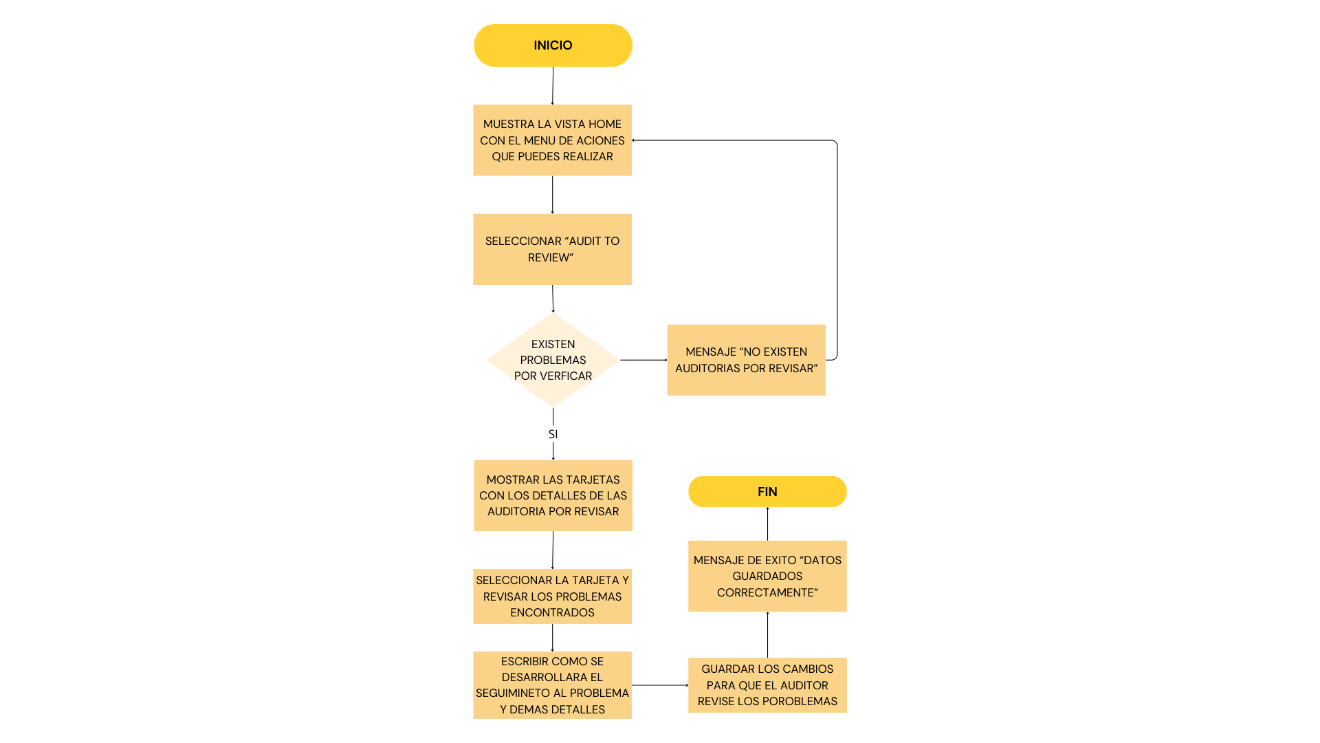 INICIO
MUESTRA LA VISTA HOME
CON EL MENU DE ACIONES
QUE PUEDES REALIZAR
SELECCIONAR “AUDIT TO
REVIEW”
EXISTEN
PROBLEMAS
POR VERFICAR
MENSAJE “NO EXISTEN
AUDITORIAS POR REVISAR”
SI
MOSTRAR LAS TARJETAS
CON LOS DETALLES DE LAS
AUDITORIA POR REVISAR
SELECCIONAR LA TARJETA Y
REVISAR LOS PROBLEMAS
ENCONTRADOS
ESCRIBIR COMO SE
DESARROLLARA EL
SEGUIMINETO AL PROBLEMA
Y DEMAS DETALLES
GUARDAR LOS CAMBIOS
PARA QUE EL AUDITOR
REVISE LOS POROBLEMAS
MENSAJE DE EXITO “DATOS
GUARDADOS
CORRECTAMENTE”
FIN